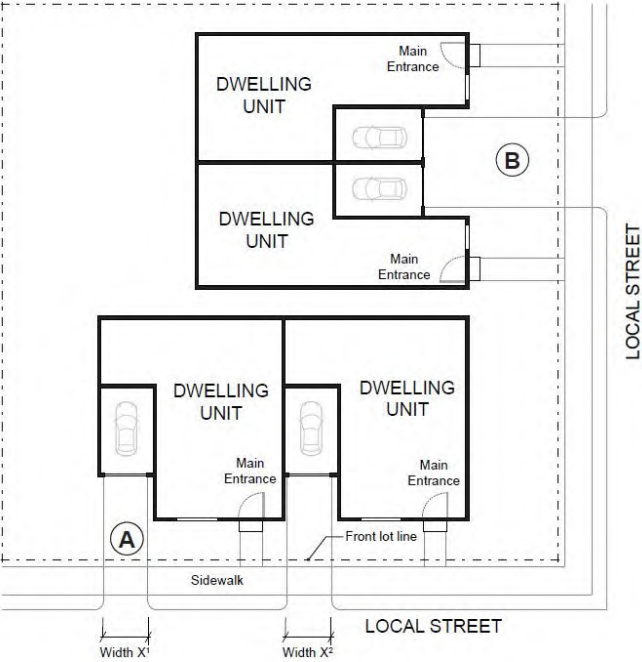 Main
Entrance
DWELLING
UNIT
B
DWELLING
UNIT
Main
Entrance
LOCAL STREET
DWELLING
UNIT
DWELLING
UNIT
Main
Entrance
Main
Entrance
A
Front lot line
Sidewalk
LOCAL STREET
Width X¹
Width X²